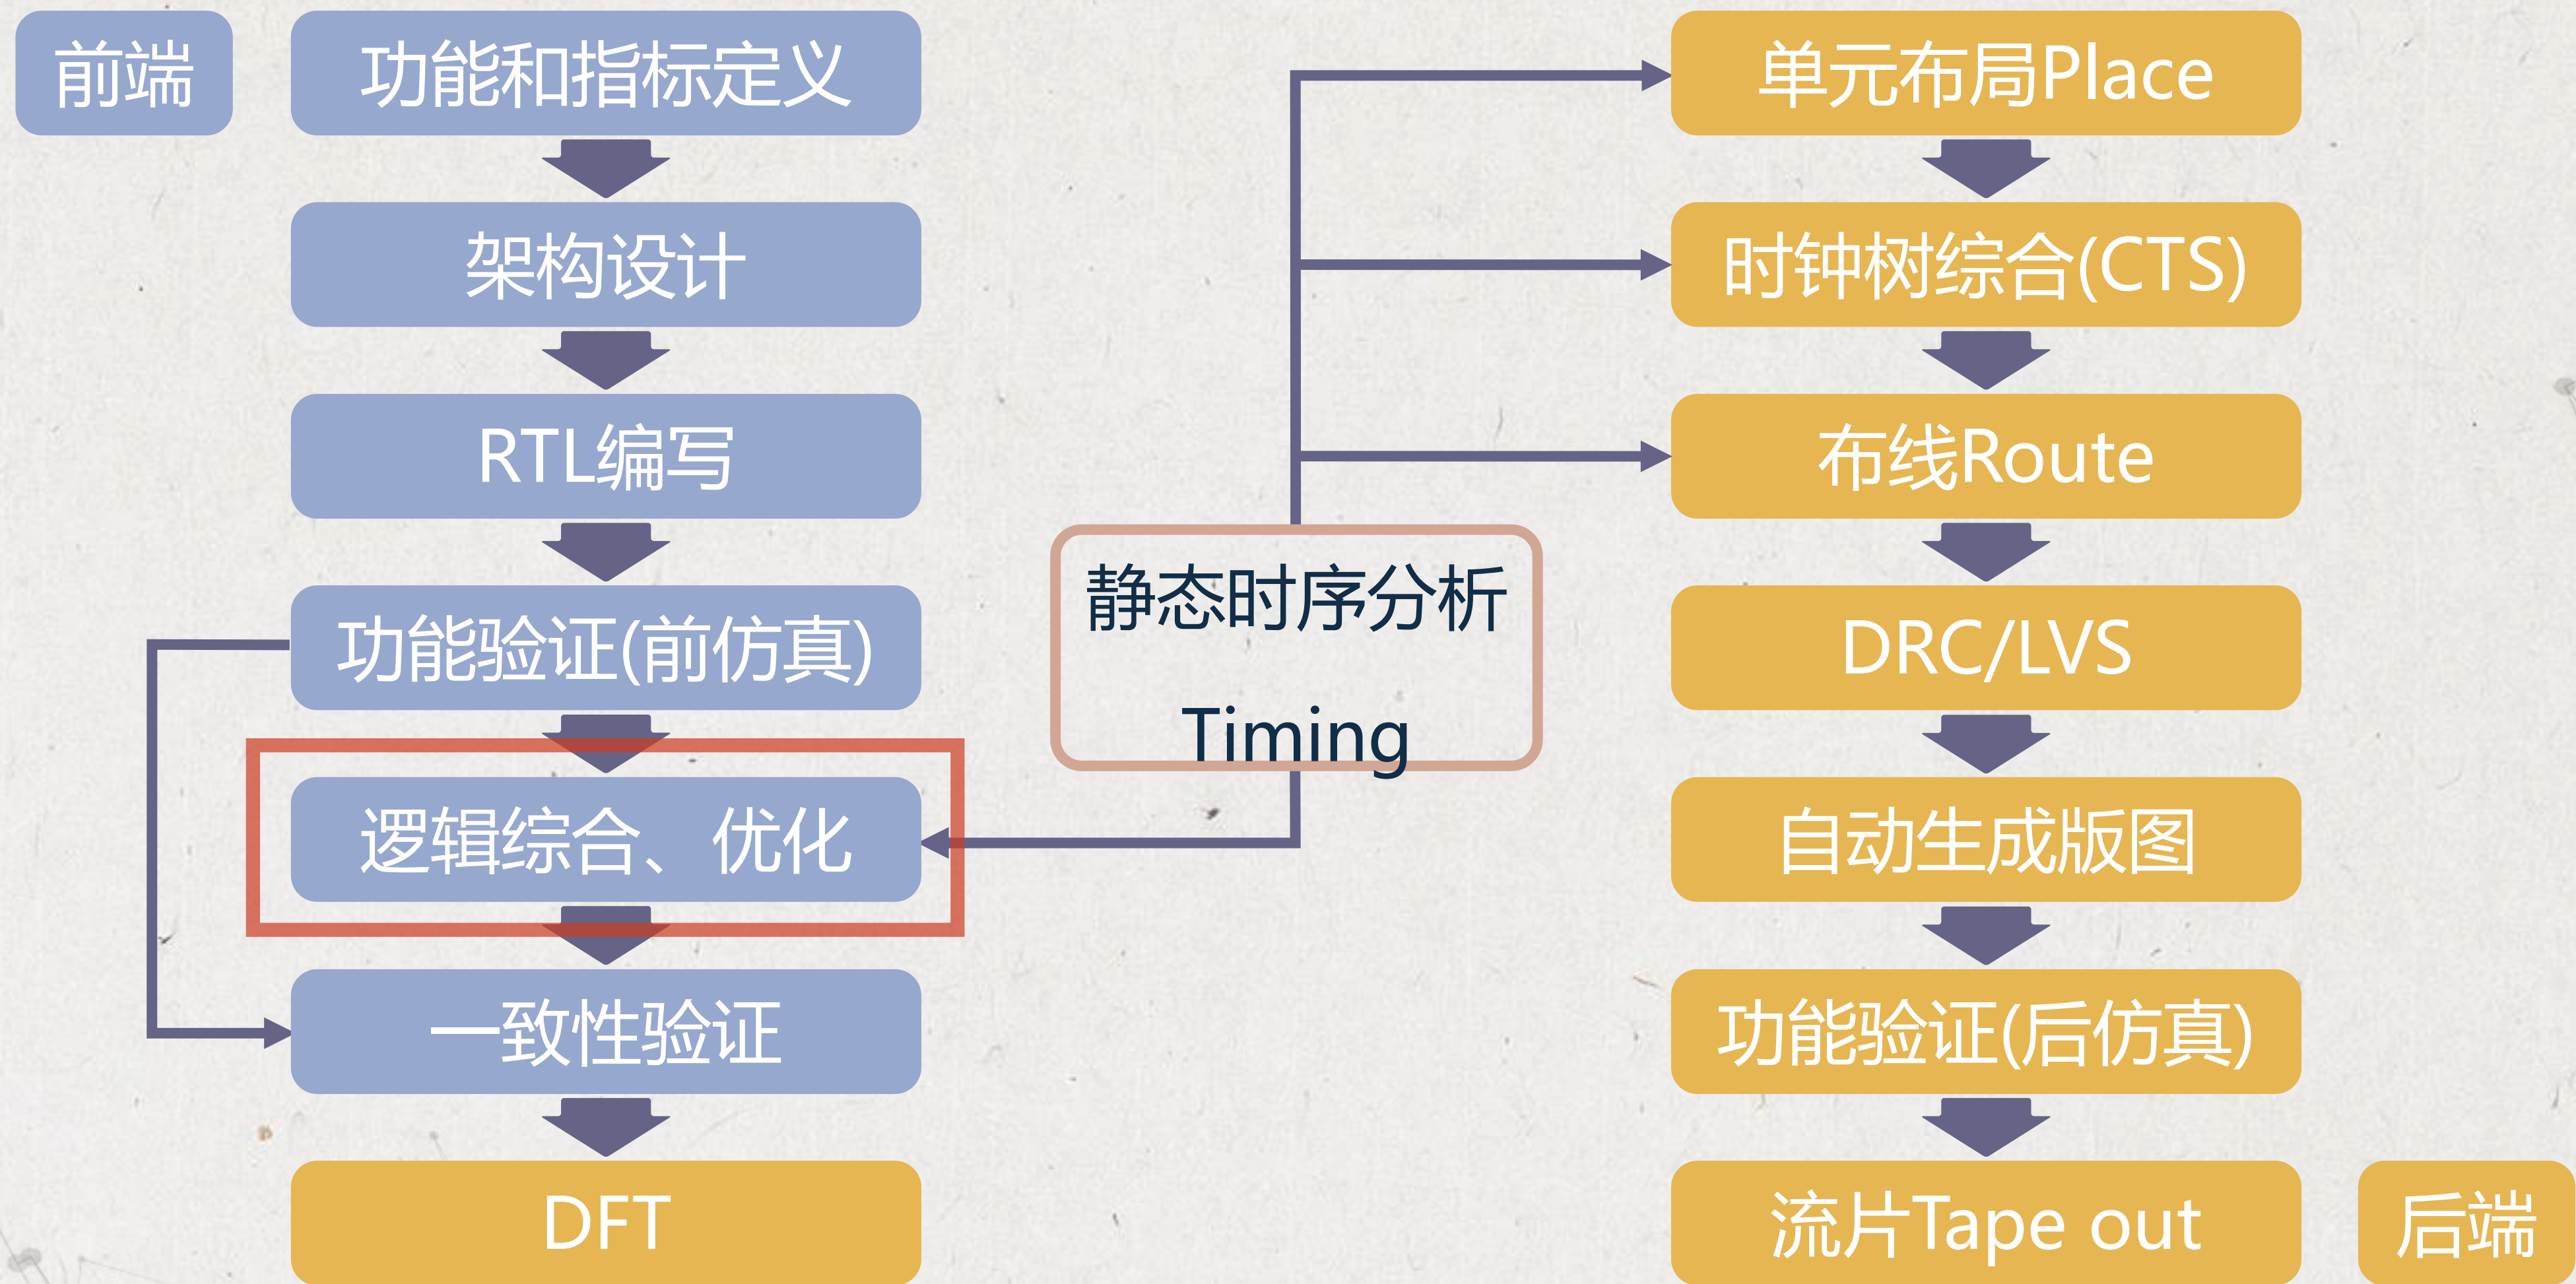 前端
功能和指标定义
架构设计
RTL编写
功能验证(前仿真)
逻辑综合、优化
一致性验证
DFT
静态时序分析
Timing
单元布局Place
时钟树综合(CTS)
布线Route
DRC/LVS
自动生成版图
功能验证(后仿真)
流片Tape out
后端